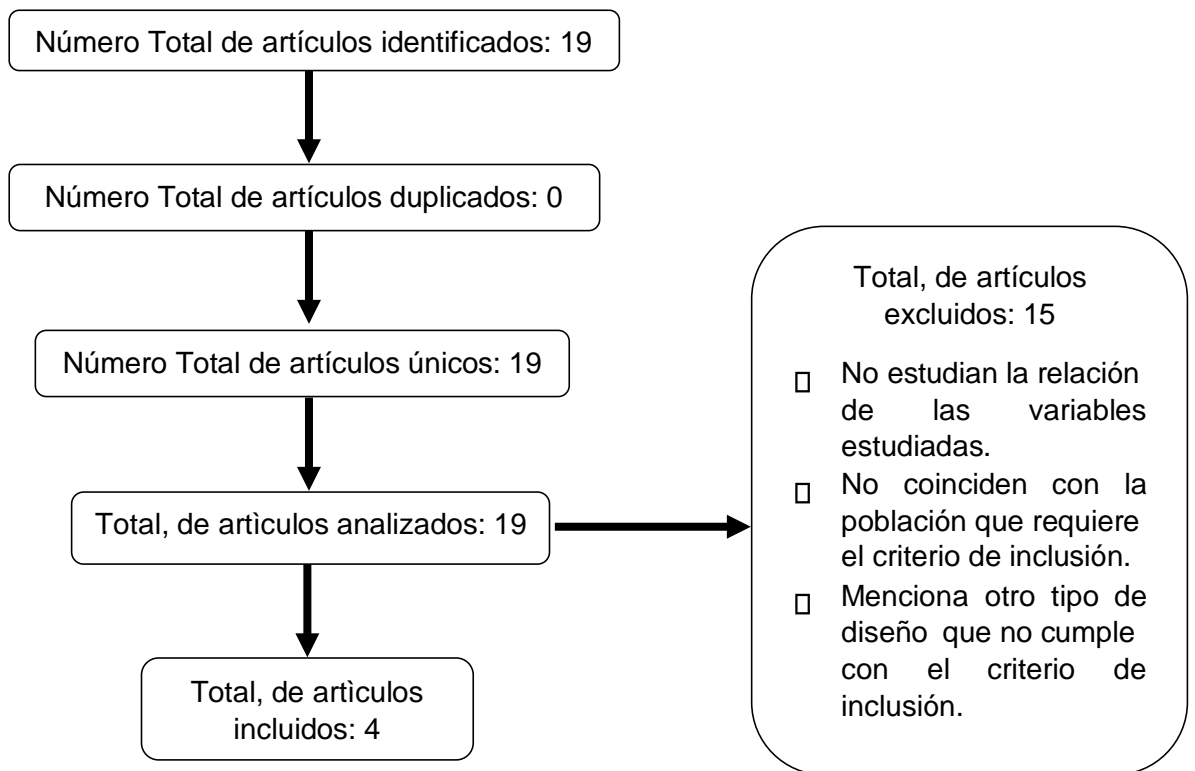 Número Total de artículos identificados: 19
Número Total de artículos duplicados: 0
Número Total de artículos únicos: 19
Total, de artìculos analizados: 19
Total, de artìculos
incluidos: 4
Total, de artículos
excluidos: 15
No estudian la relación
de las variables
estudiadas.
No coinciden con la
población que requiere
el criterio de inclusión.
Menciona otro tipo de
diseño que no cumple
con el criterio de
inclusión.